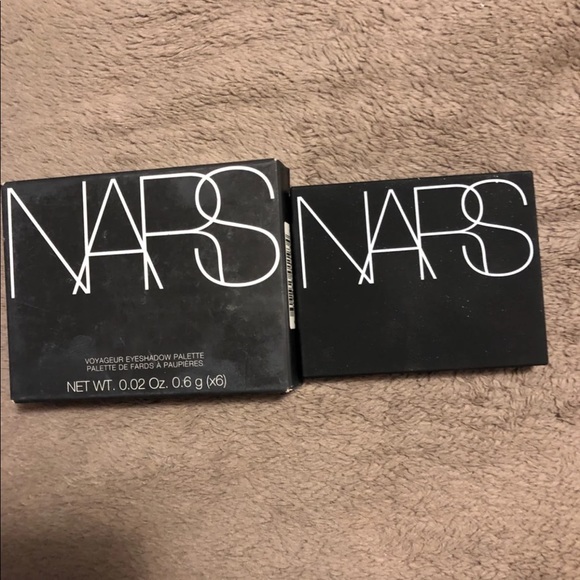 NARS
VOYAGEUR EYESHADOW PALETTE
PALETTE DE FARDS À PAUPIÈRES
NET WT. 0.02 Oz. 0.6 g (x6)
NARS